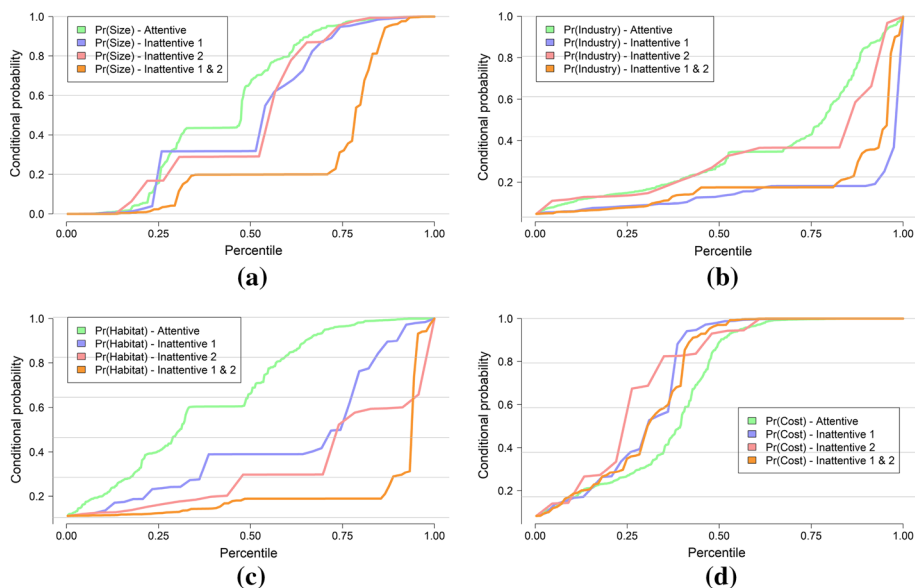 Conditional probability
1.0
0.8
0.6
0.4
0.2
0.0
Pr(Size) - Attentive
Pr(Size) - Inattentive 1
Pr(Size) - Inattentive 2
Pr(Size) - Inattentive 1 & 2
0.00 0.25 0.50 0.75 1.00
Percentile
(a)
Conditional probability
1.0
0.8
0.6
0.4
0.2
Pr(Industry) - Attentive
Pr(Industry) - Inattentive 1
Pr(Industry) - Inattentive 2
Pr(Industry) - Inattentive 1 & 2
0.00 0.25 0.50 0.75 1.00
Percentile
(b)
Conditional probability
1.0
0.8
0.6
0.4
0.2
Pr(Habitat) - Attentive
Pr(Habitat) - Inattentive 1
Pr(Habitat) - Inattentive 2
Pr(Habitat) - Inattentive 1 & 2
0.00 0.25 0.50 0.75 1.00
Percentile
(c)
Conditional probability
1.0
0.8
0.6
0.4
0.2
Pr(Cost) - Attentive
Pr(Cost) - Inattentive 1
Pr(Cost) - Inattentive 2
Pr(Cost) - Inattentive 1 & 2
0.00 0.25 0.50 0.75 1.00
Percentile
(d)